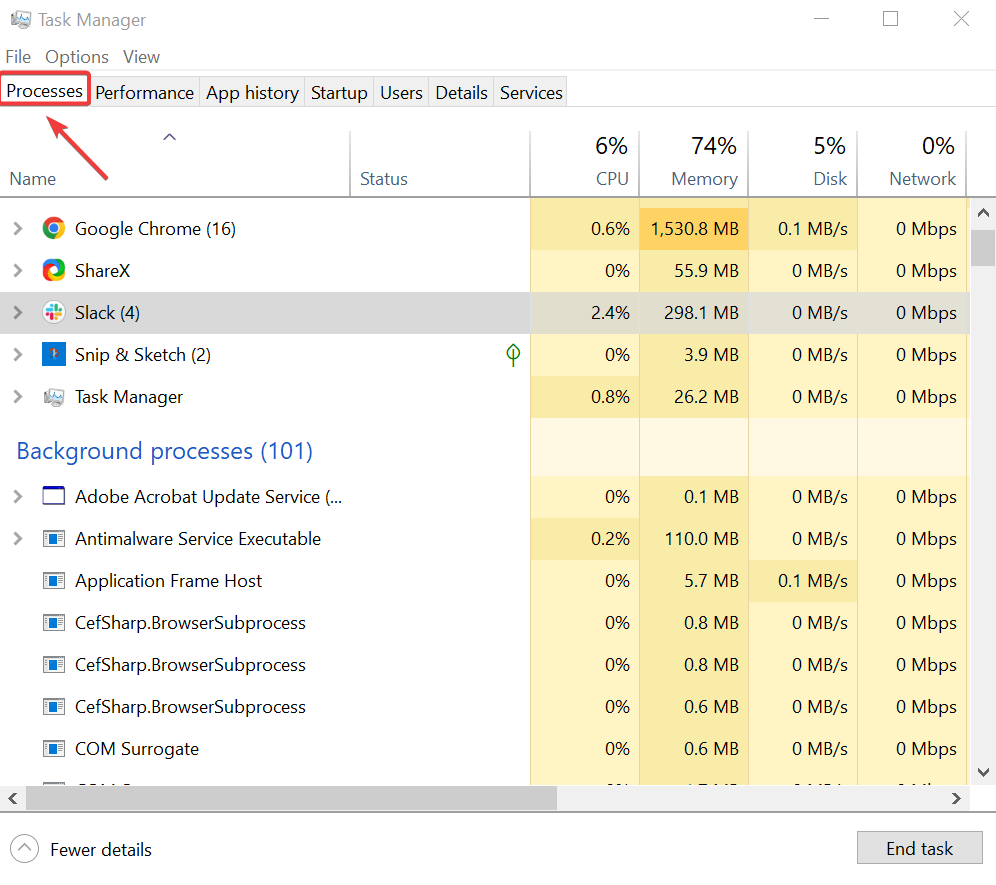 Task Manager
File Options View
Processes Performance App history Startup Users Details Services
6% 74% 5% 0%
Name Status CPU Memory Disk Network
Google Chrome (16) 0.6% 1,530.8 MB 0.1 MB/s 0 Mbps
ShareX 0% 55.9 MB 0 MB/s 0 Mbps
Slack (4) 2.4% 298.1 MB 0 MB/s 0 Mbps
Snip & Sketch (2) 0% 3.9 MB 0 MB/s 0 Mbps
Task Manager 0.8% 26.2 MB 0 MB/s 0 Mbps
Background processes (101)
Adobe Acrobat Update Service (... 0% 0.1 MB 0 MB/s 0 Mbps
Antimalware Service Executable 0.2% 110.0 MB 0 MB/s 0 Mbps
Application Frame Host 0% 5.7 MB 0.1 MB/s 0 Mbps
CefSharp.BrowserSubprocess 0% 0.8 MB 0 MB/s 0 Mbps
CefSharp.BrowserSubprocess 0% 0.8 MB 0 MB/s 0 Mbps
CefSharp.BrowserSubprocess 0% 0.6 MB 0 MB/s 0 Mbps
COM Surrogate 0% 0.6 MB 0 MB/s 0 Mbps
Fewer details End task